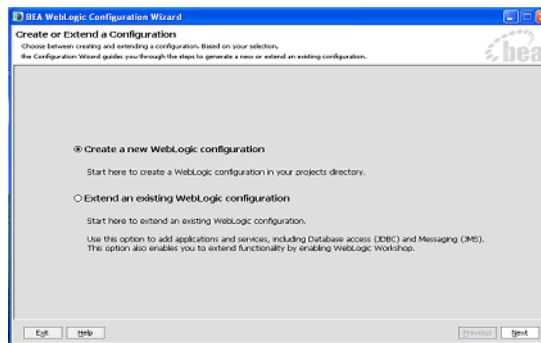 BEA WebLogic Configuration Wizard
Create or Extend a Configuration
Choose between creating and extending a configuration. Based on your selection,
the Configuration Wizard guides you through the steps to generate a new or extend an existing configuration.
bea
Create a new WebLogic configuration
Start here to create a WebLogic configuration in your projects directory.
Extend an existing WebLogic configuration
Start here to extend an existing WebLogic configuration.
Use this option to add applications and services, including Database access (JDBC) and Messaging (JMS).
This option also enables you to extend functionality by enabling WebLogic Workshop.
Exit Help Previous Next